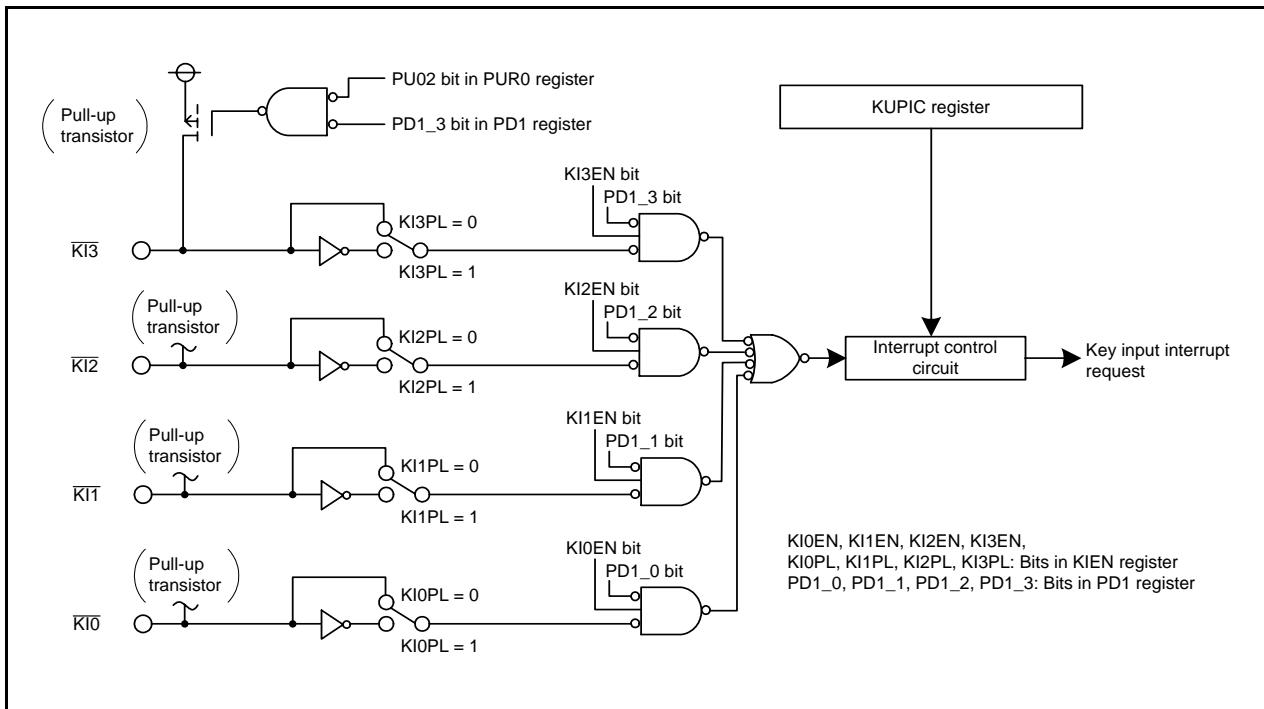 PU02 bit in PUR0 register
Pull-up
transistor
PD1_3 bit in PD1 register
KUPIC register
KI3EN bit
PD1_3 bit
KI3PL = 0
KI3
KI3PL = 1
KI2EN bit
PD1_2 bit
Pull-up
transistor
KI2PL = 0
KI2
KI2PL = 1
Interrupt control
circuit
Key input interrupt
request
KI1EN bit
PD1_1 bit
Pull-up
transistor
KI1PL = 0
KI1
KI1PL = 1
KI0EN bit
PD1_0 bit
Pull-up
transistor
KI0PL = 0
KI0
KI0PL = 1
KI0EN, KI1EN, KI2EN, KI3EN,
KI0PL, KI1PL, KI2PL, KI3PL: Bits in KIEN register
PD1_0, PD1_1, PD1_2, PD1_3: Bits in PD1 register